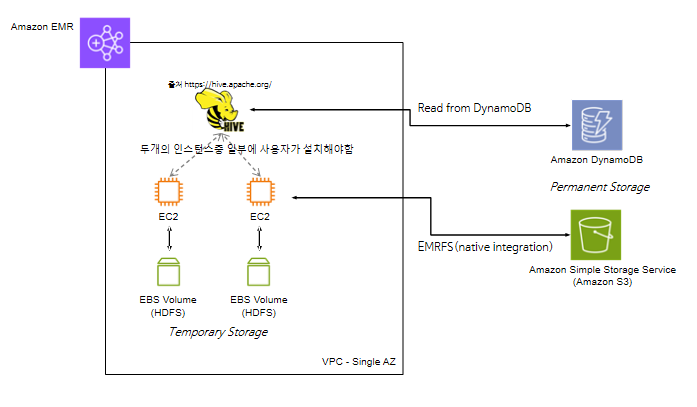 Amazon EMR
출처 https://hive.apache.org/
HIVE
Read from DynamoDB
두개의 인스턴스중 일부에 사용자가 설치해야함
Amazon DynamoDB
Permanent Storage
EC2
EC2
EMRFS(native integration)
Amazon Simple Storage Service
(Amazon S3)
EBS Volume
(HDFS)
EBS Volume
(HDFS)
Temporary Storage
VPC - Single AZ